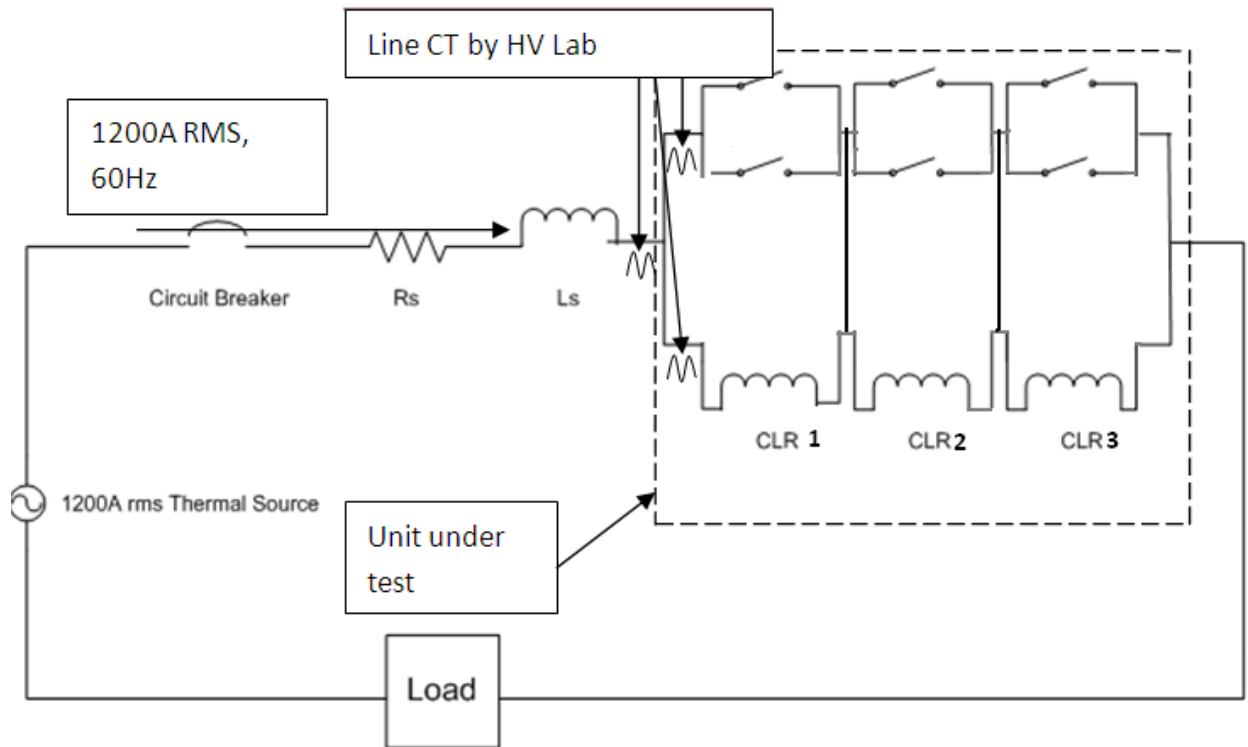 Line CT by HV Lab
1200A RMS,
60Hz
Circuit Breaker
Rs
Ls
CLR 1
CLR 2
CLR 3
1200A rms Thermal Source
Unit under
test
Load